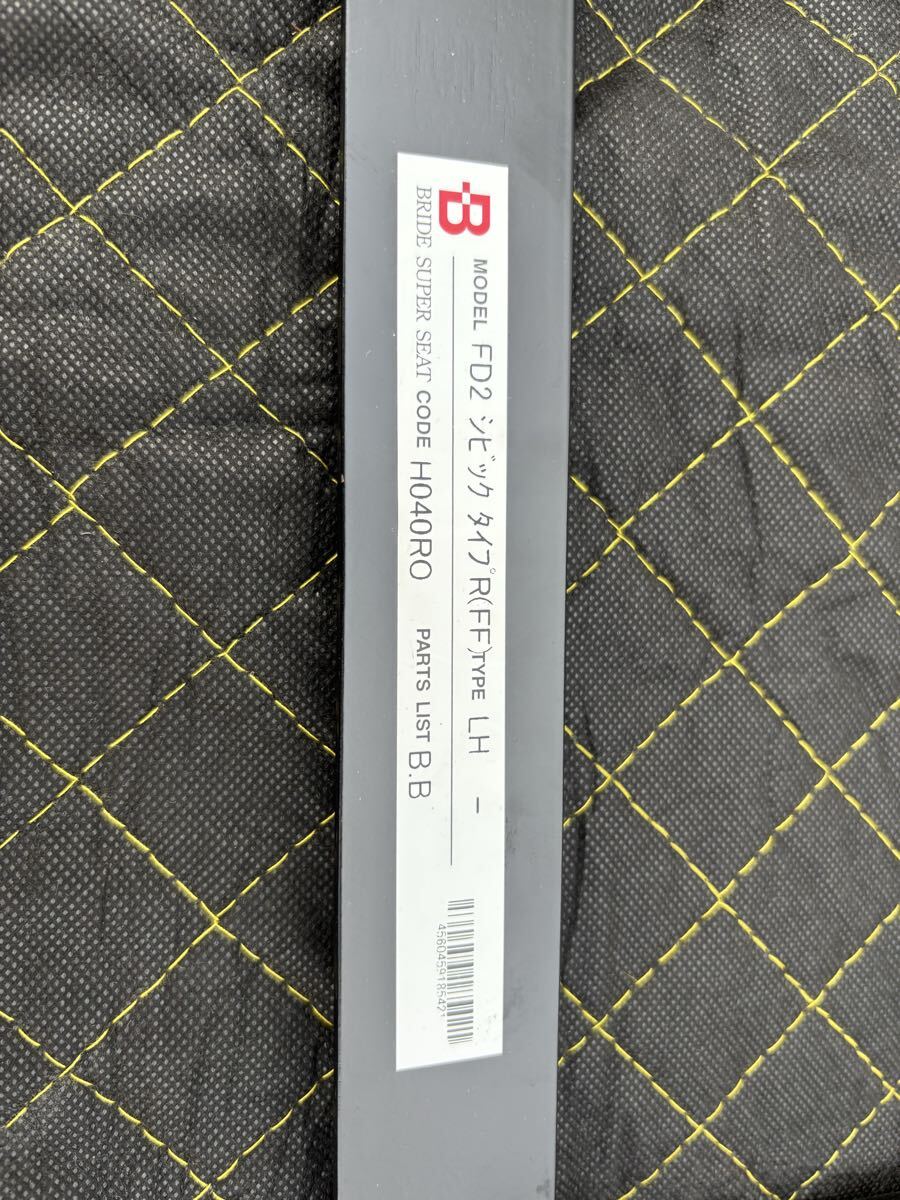 B
MODEL FD2 シビック タイプR(FF) TYPE LH -
BRIDE SUPER SEAT CODE H040RO PARTS LIST B.B
4560459185421